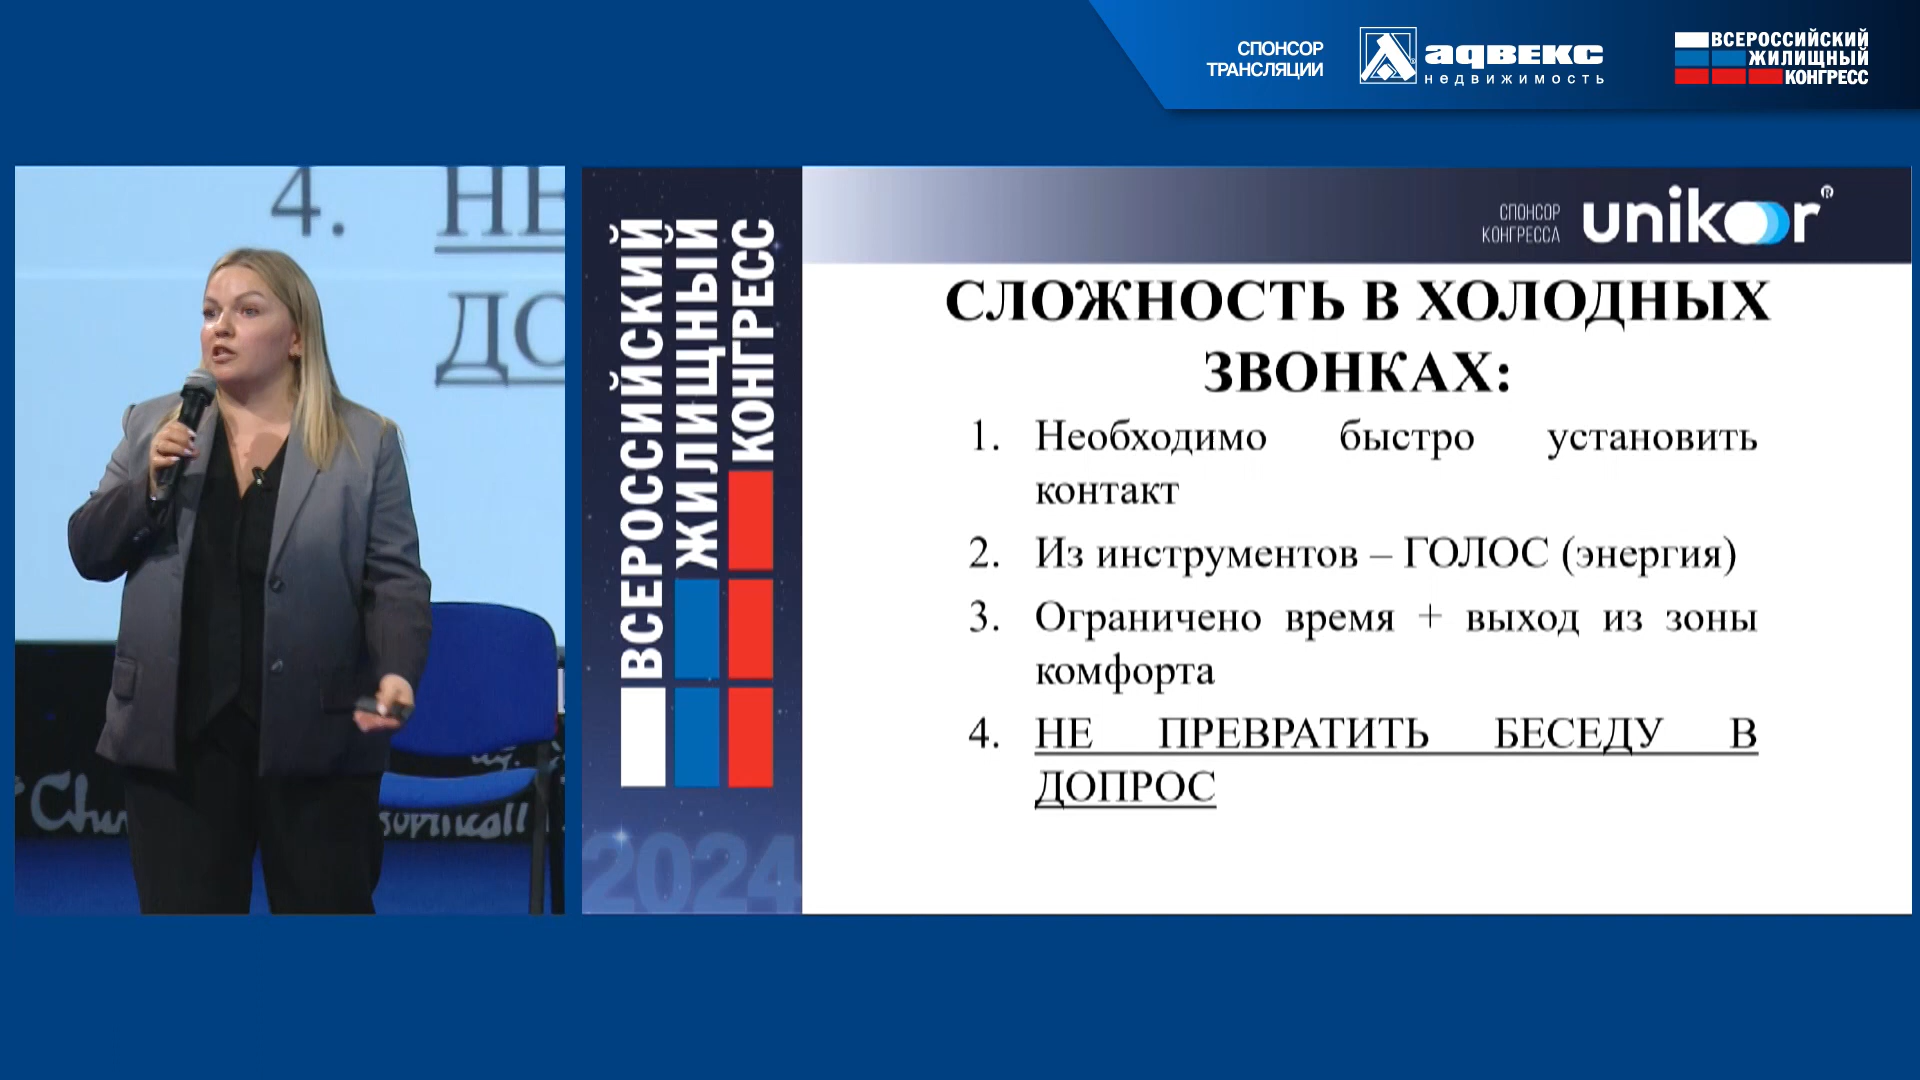 СПОНСОР
ТРАНСЛЯЦИИ
АДВЕКС
недвижимость
ВСЕРОССИЙСКИЙ
ЖИЛИЩНЫЙ
КОНГРЕСС
4. НЕ
ДО
ВСЕРОССИЙСКИЙ
ЖИЛИЩНЫЙ
КОНГРЕСС
2024
СПОНСОР
КОНГРЕССА
unikor®
СЛОЖНОСТЬ В ХОЛОДНЫХ
ЗВОНКАХ:
1. Необходимо быстро установить
контакт
2. Из инструментов – ГОЛОС (энергия)
3. Ограничено время + выход из зоны
комфорта
4. НЕ ПРЕВРАТИТЬ БЕСЕДУ В
ДОПРОС